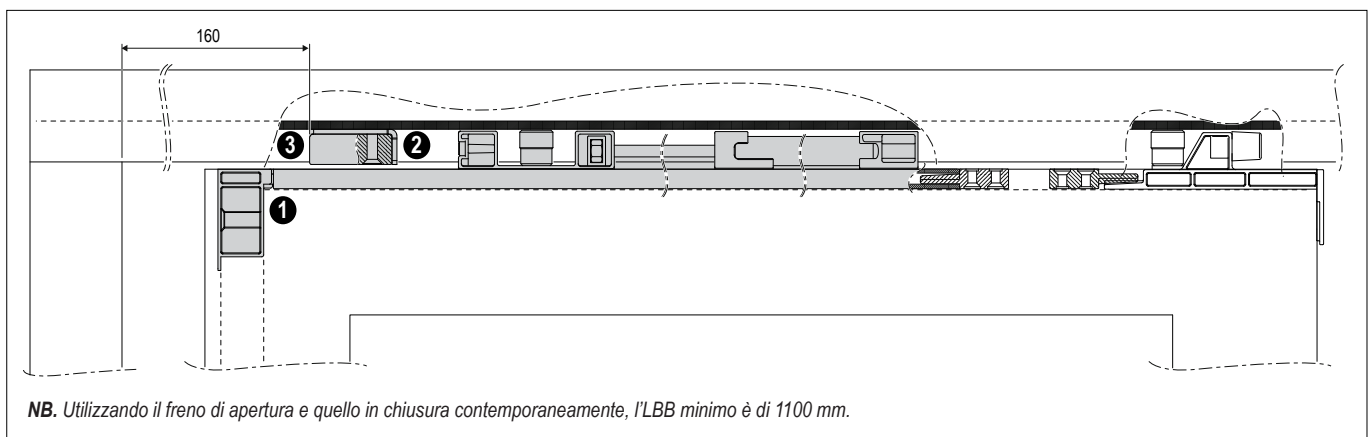 160
3 2
1
NB. Utilizzando il freno di apertura e quello in chiusura contemporaneamente, l'LBB minimo è di 1100 mm.